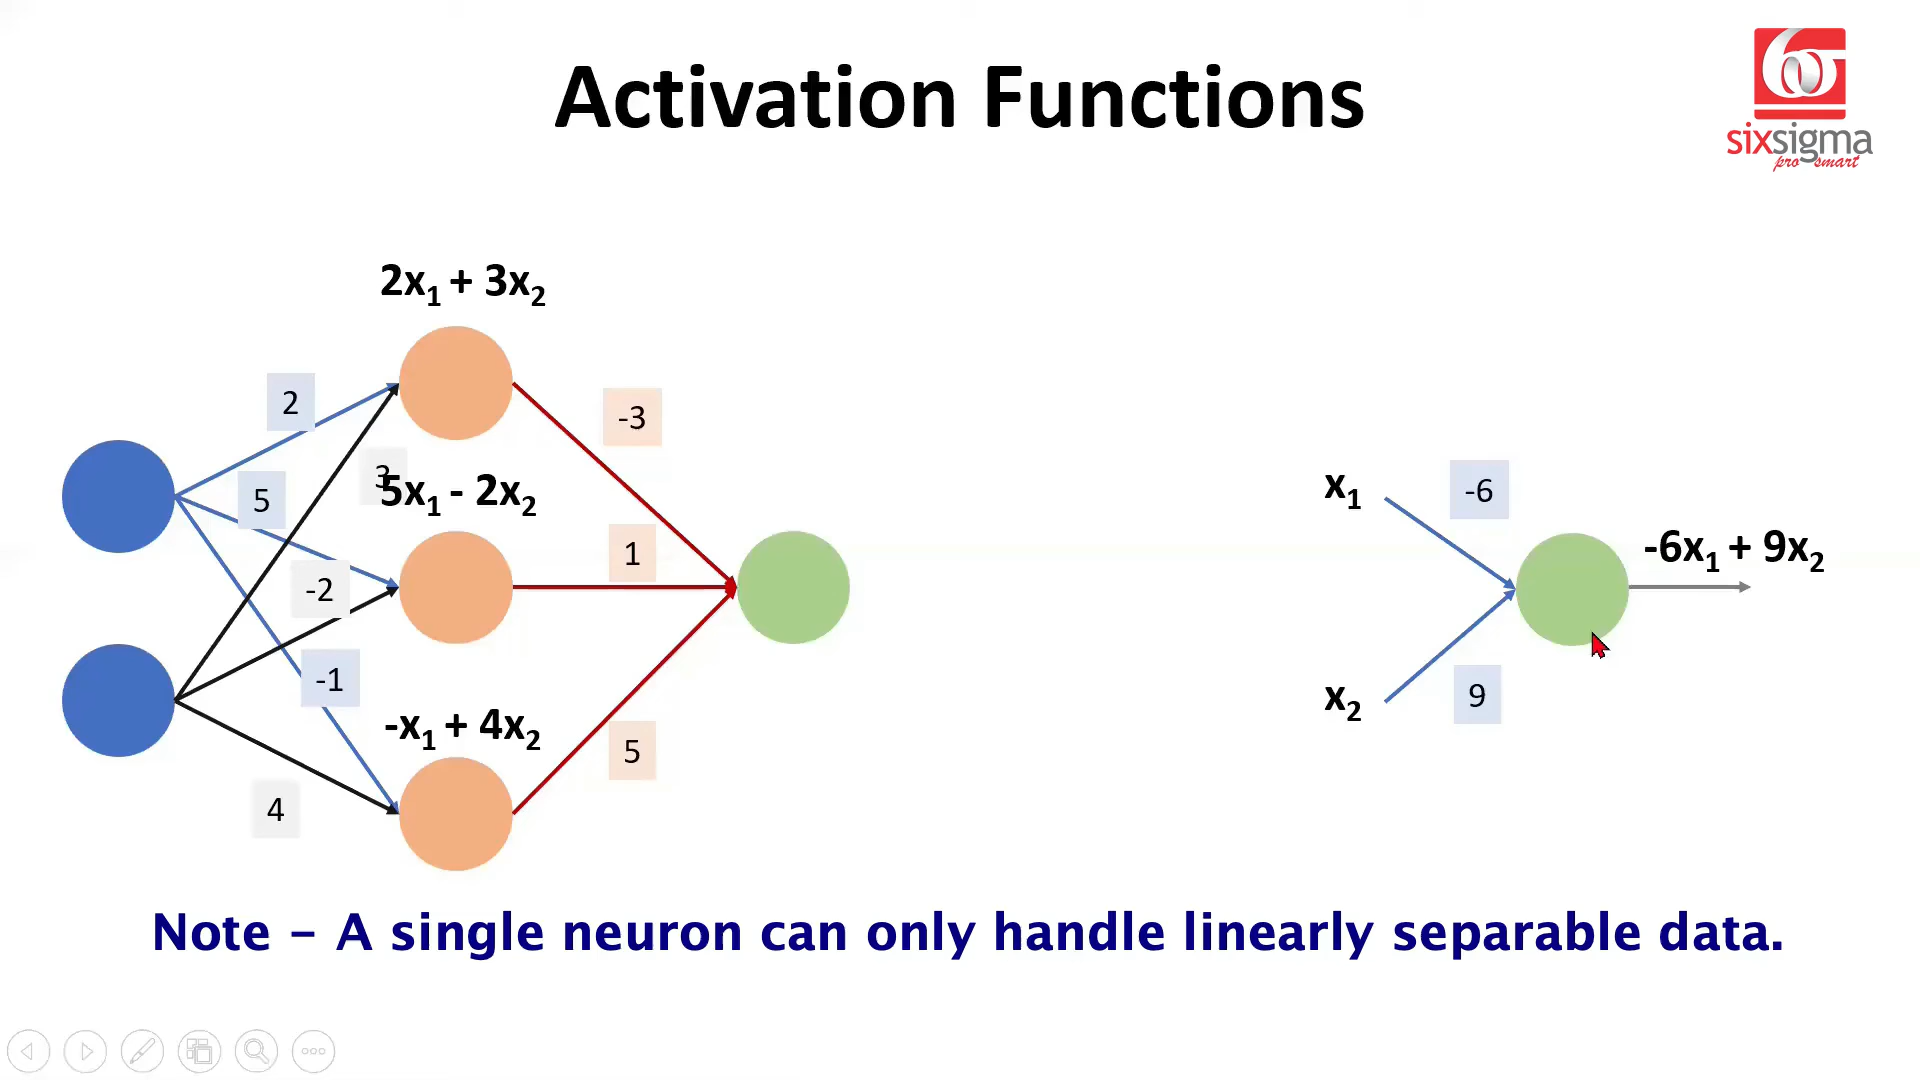 Activation Functions
6σ
sixsigma
pro smart
2x₁ + 3x₂
2
-3
3
5
5x₁ - 2x₂
x₁
-6
1
-6x₁ + 9x₂
-2
-1
x₂
9
-x₁ + 4x₂
5
4
Note – A single neuron can only handle linearly separable data.